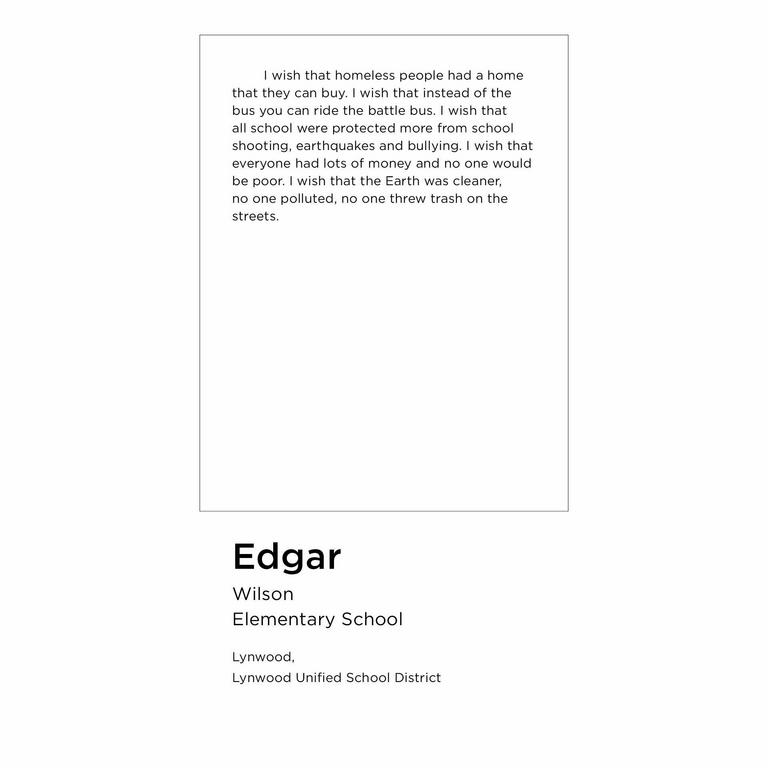 I wish that homeless people had a home
that they can buy. I wish that instead of the
bus you can ride the battle bus. I wish that
all school were protected more from school
shooting, earthquakes and bullying. I wish that
everyone had lots of money and no one would
be poor. I wish that the Earth was cleaner,
no one polluted, no one threw trash on the
streets.
Edgar
Wilson
Elementary School
Lynwood,
Lynwood Unified School District